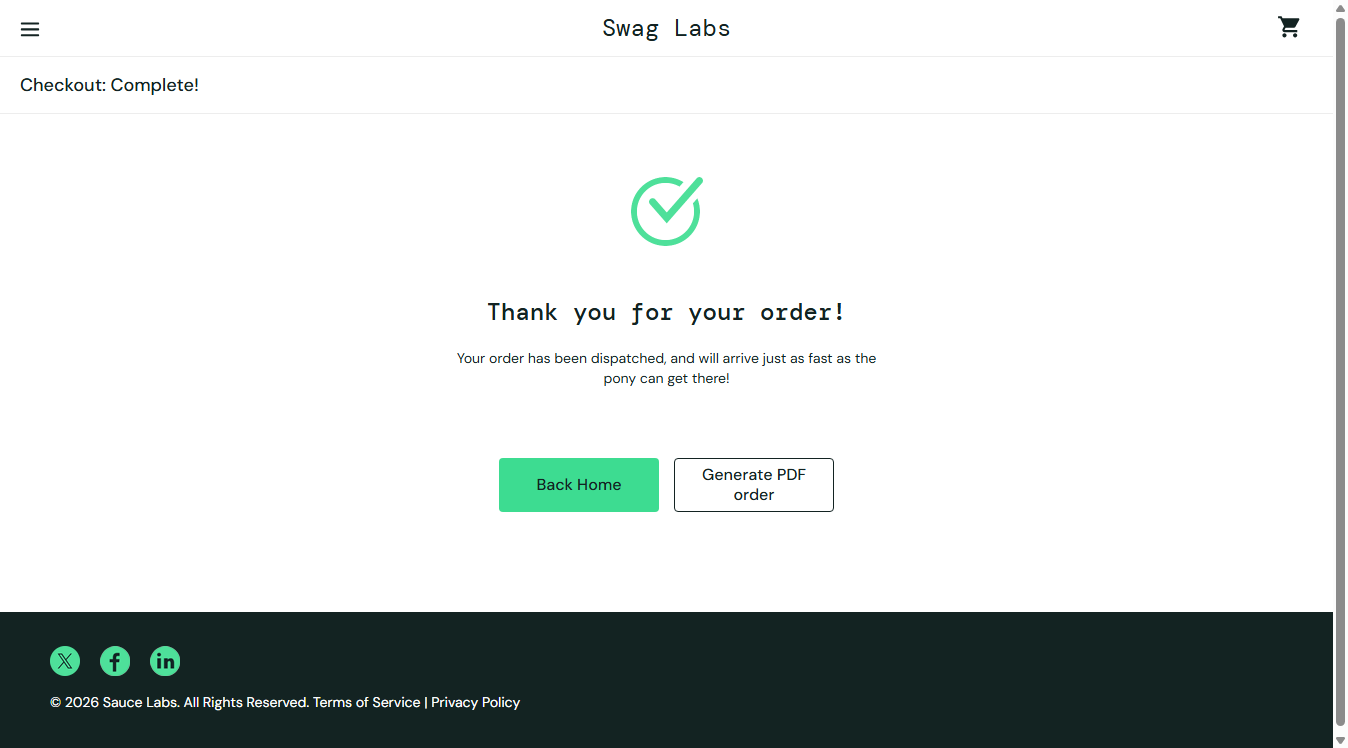 Swag Labs
Checkout: Complete!
Thank you for your order!
Your order has been dispatched, and will arrive just as fast as the
pony can get there!
Back Home
Generate PDF
order
© 2026 Sauce Labs. All Rights Reserved. Terms of Service | Privacy Policy